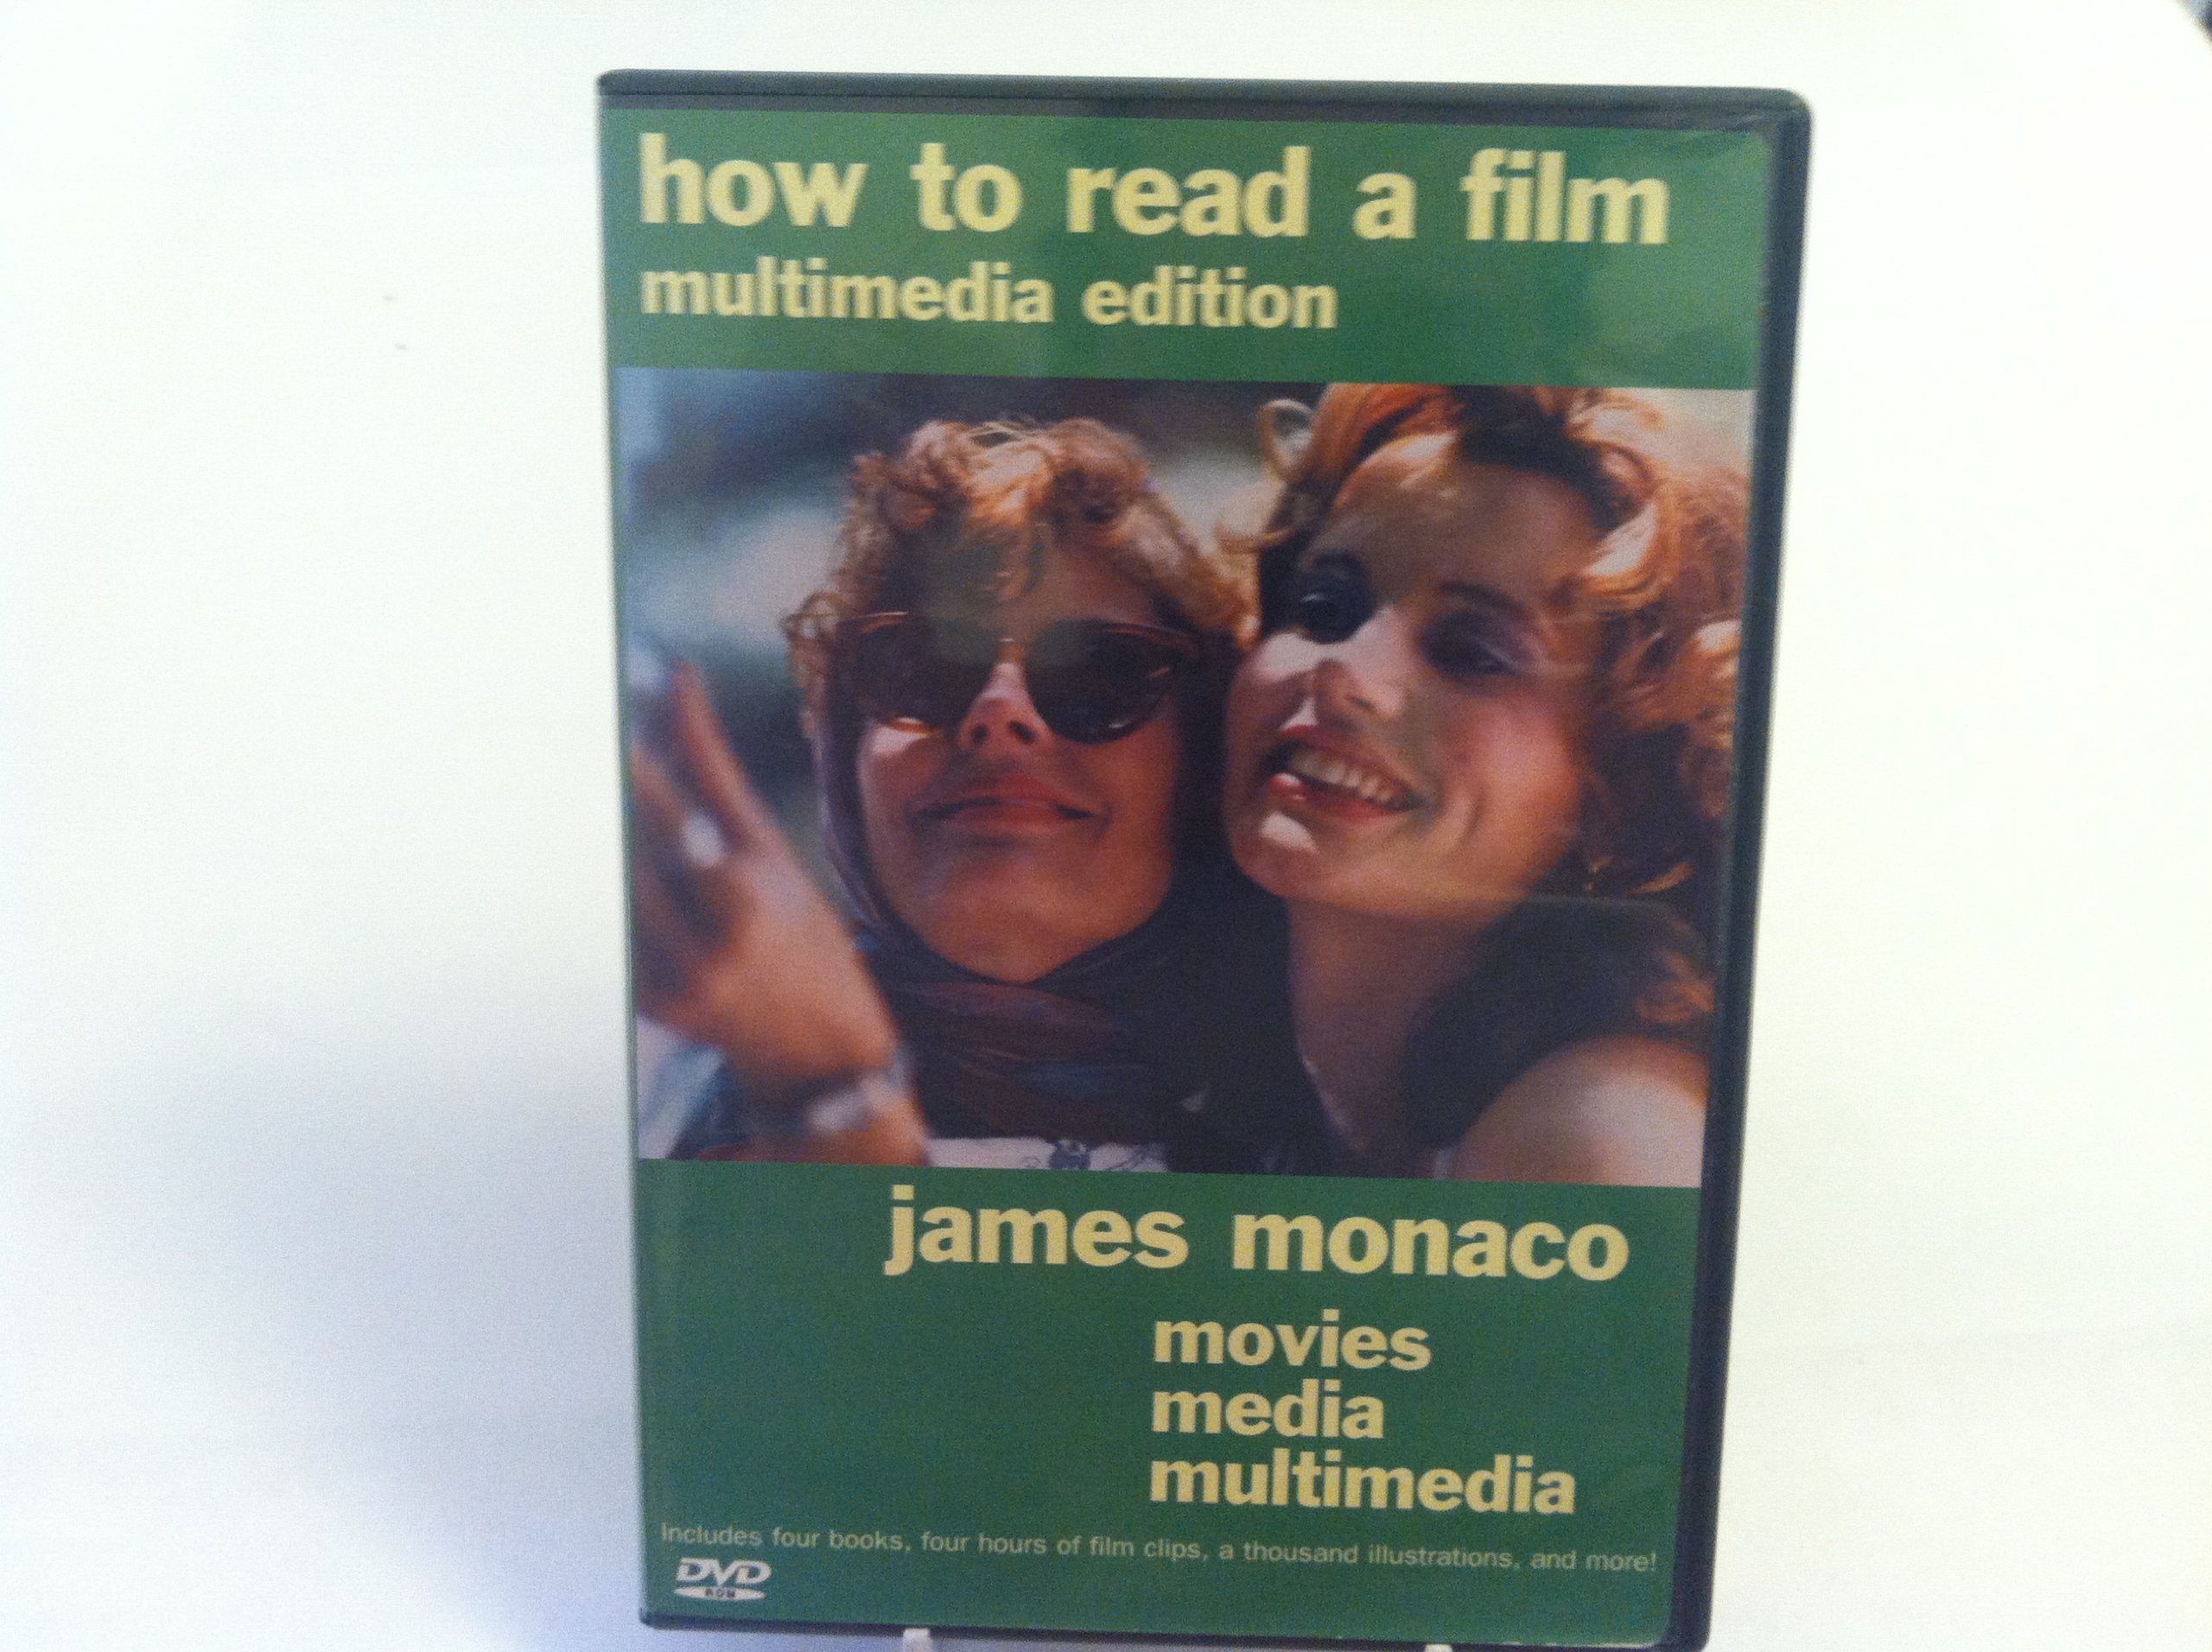 how to read a film
multimedia edition
james monaco
movies
media
multimedia
Includes four books, four hours of film clips, a thousand illustrations, and more!
DVD
ROM